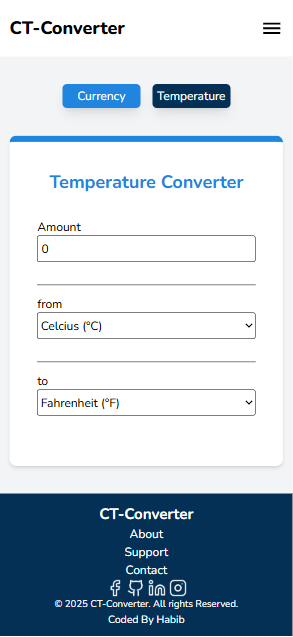 CT-Converter
Currency
Temperature
Temperature Converter
Amount
0
from
Celcius (°C)
to
Fahrenheit (°F)
CT-Converter
About
Support
Contact
© 2025 CT-Converter. All rights Reserved.
Coded By Habib